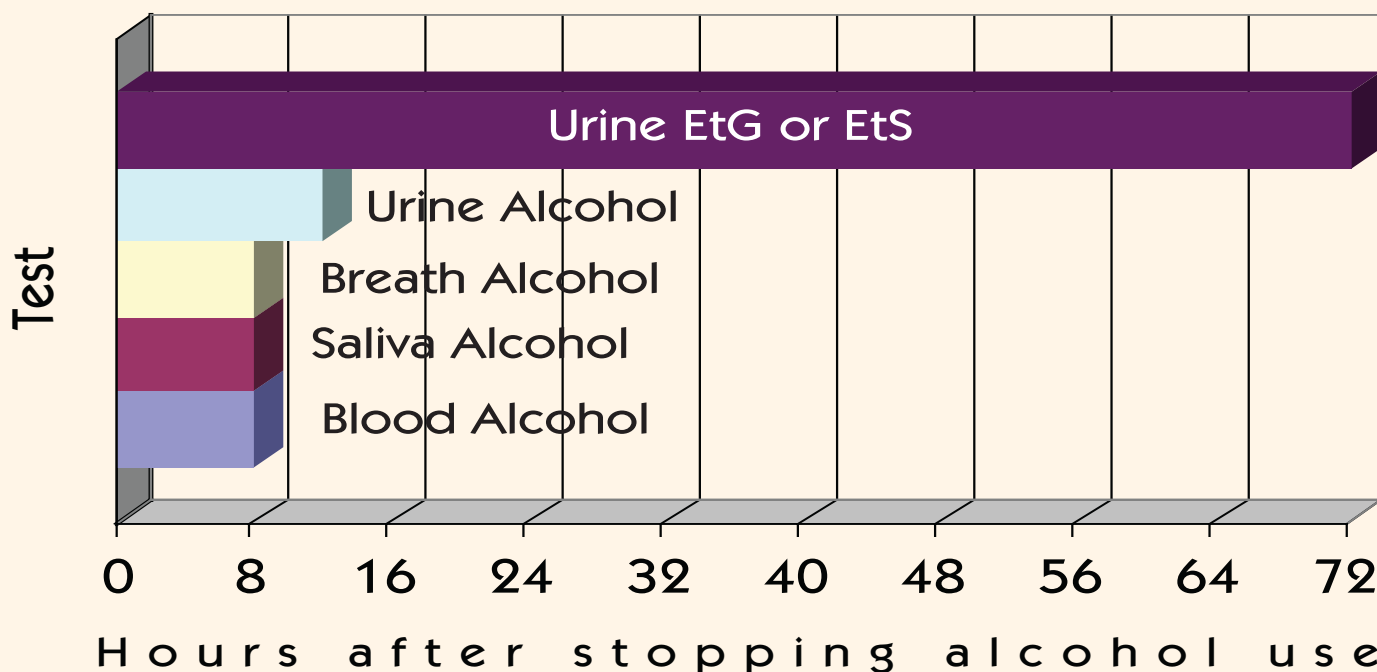 Test
Urine EtG or EtS
Urine Alcohol
Breath Alcohol
Saliva Alcohol
Blood Alcohol
0 8 16 24 32 40 48 56 64 72
Hours after stopping alcohol use